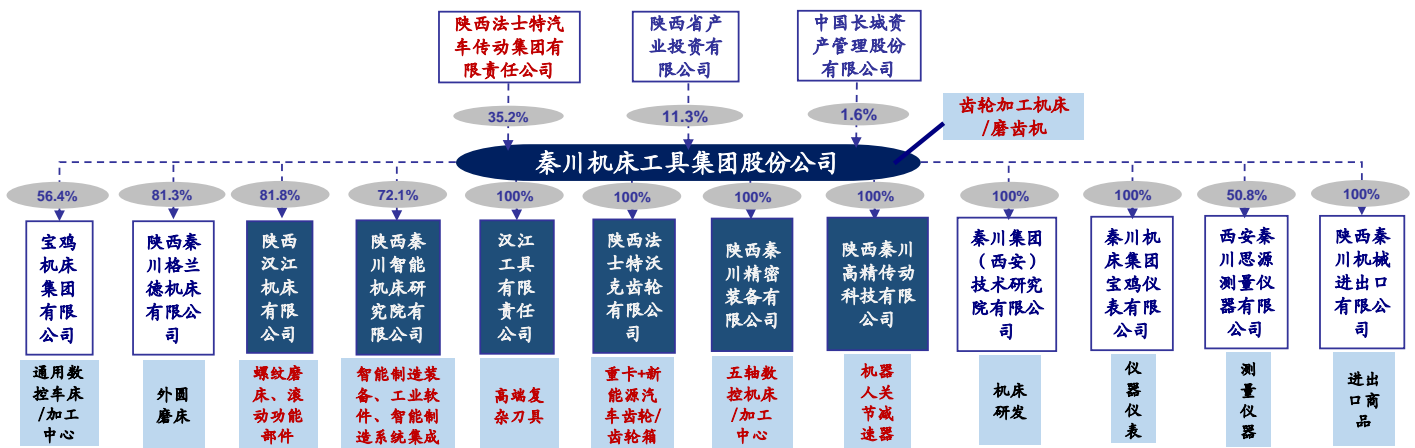 陕西法士特汽
车传动集团有
限责任公司
陕西省产
业投资有
限公司
中国长城资
产管理股份
有限公司
35.2%
11.3%
1.6%
齿轮加工机床
/磨齿机
秦川机床工具集团股份公司
56.4%
81.3%
81.8%
72.1%
100%
100%
100%
100%
100%
100%
50.8%
100%
宝鸡
机床
集团
有限
公司
陕西秦
川格兰
德机床
有限公
司
陕西
汉江
机床
有限
公司
陕西秦
川智能
机床研
究院有
限公司
汉江
工具
有限
责任
公司
陕西法
士特沃
克齿轮
有限公
司
陕西秦
川精密
装备有
限公司
陕西秦川
高精传动
科技有限
公司
秦川集团
（西安）
技术研究
院有限公
司
秦川机
床集团
宝鸡仪
表有限
公司
西安秦
川思源
测量仪
器有限
公司
陕西秦
川机械
进出口
有限公
司
通用数
控车床
/加工
中心
外圆
磨床
螺纹磨
床、滚
动功能
部件
智能制造装
备、工业软
件、智能制
造系统集成
高端复
杂刀具
重卡+新
能源汽
车齿轮/
齿轮箱
五轴数
控机床
/加工
中心
机器
人关
节减
速器
机床
研发
仪
器
仪
表
测
量
仪
器
进出
口商
品